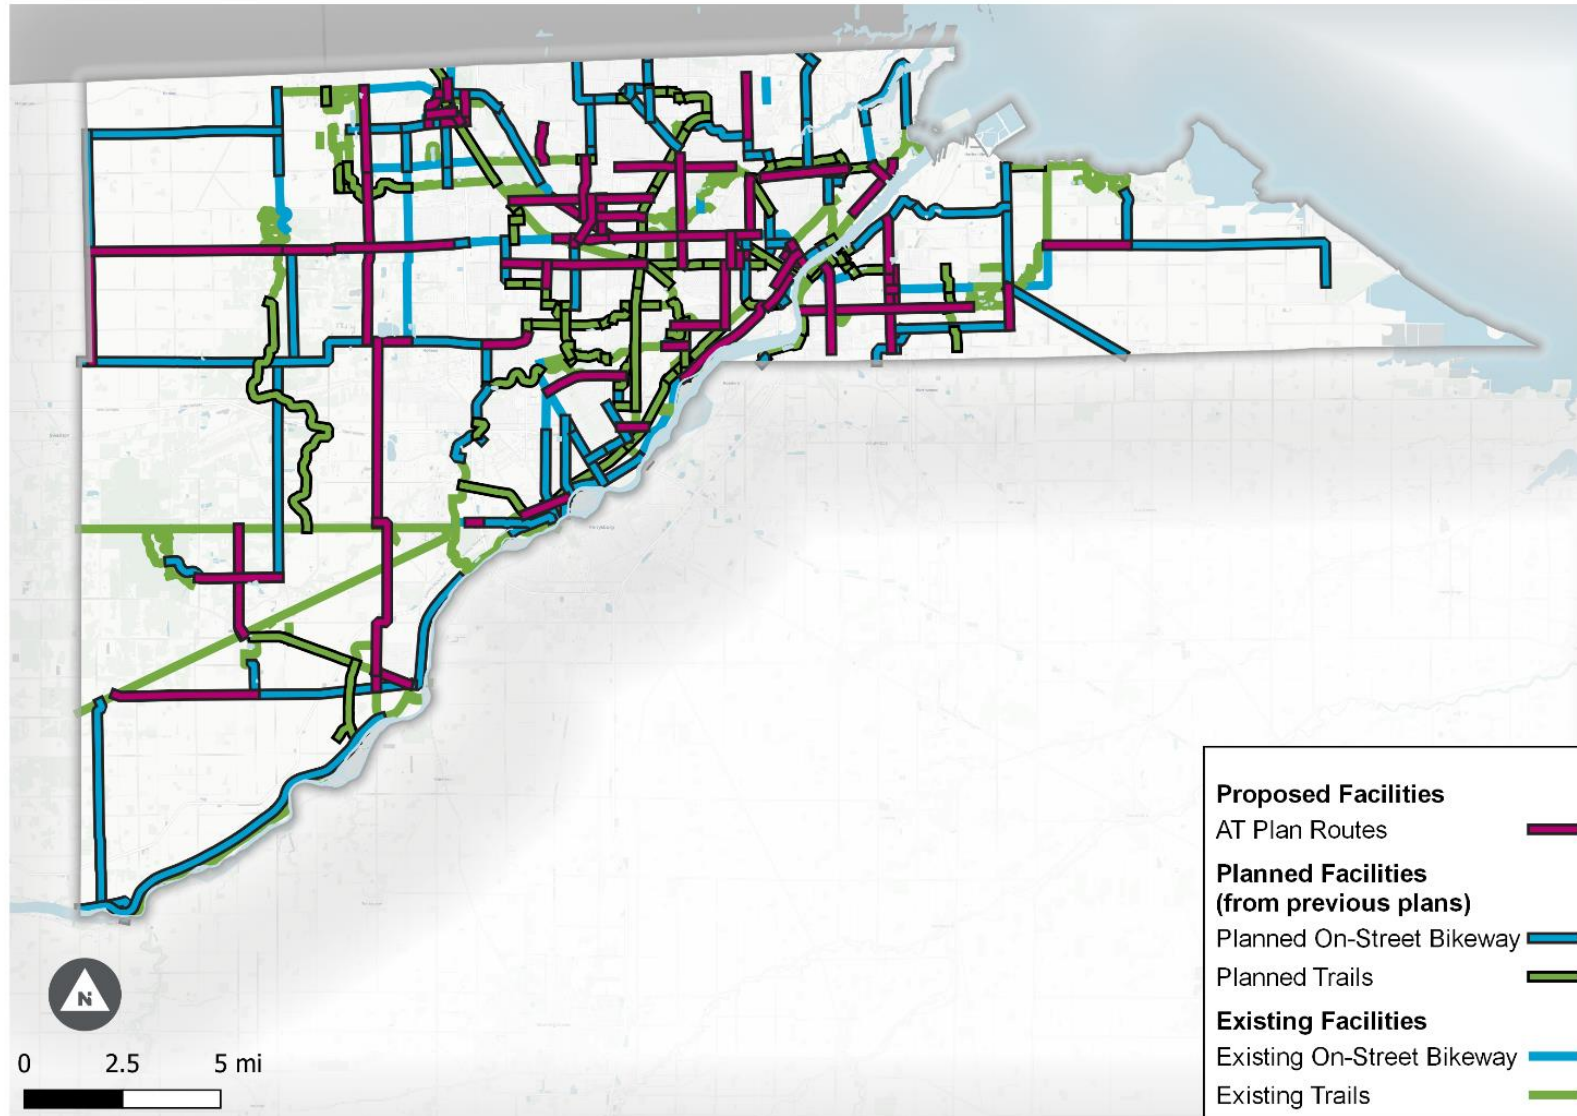 N
0 2.5 5 mi
Proposed Facilities
AT Plan Routes
Planned Facilities
(from previous plans)
Planned On-Street Bikeway
Planned Trails
Existing Facilities
Existing On-Street Bikeway
Existing Trails